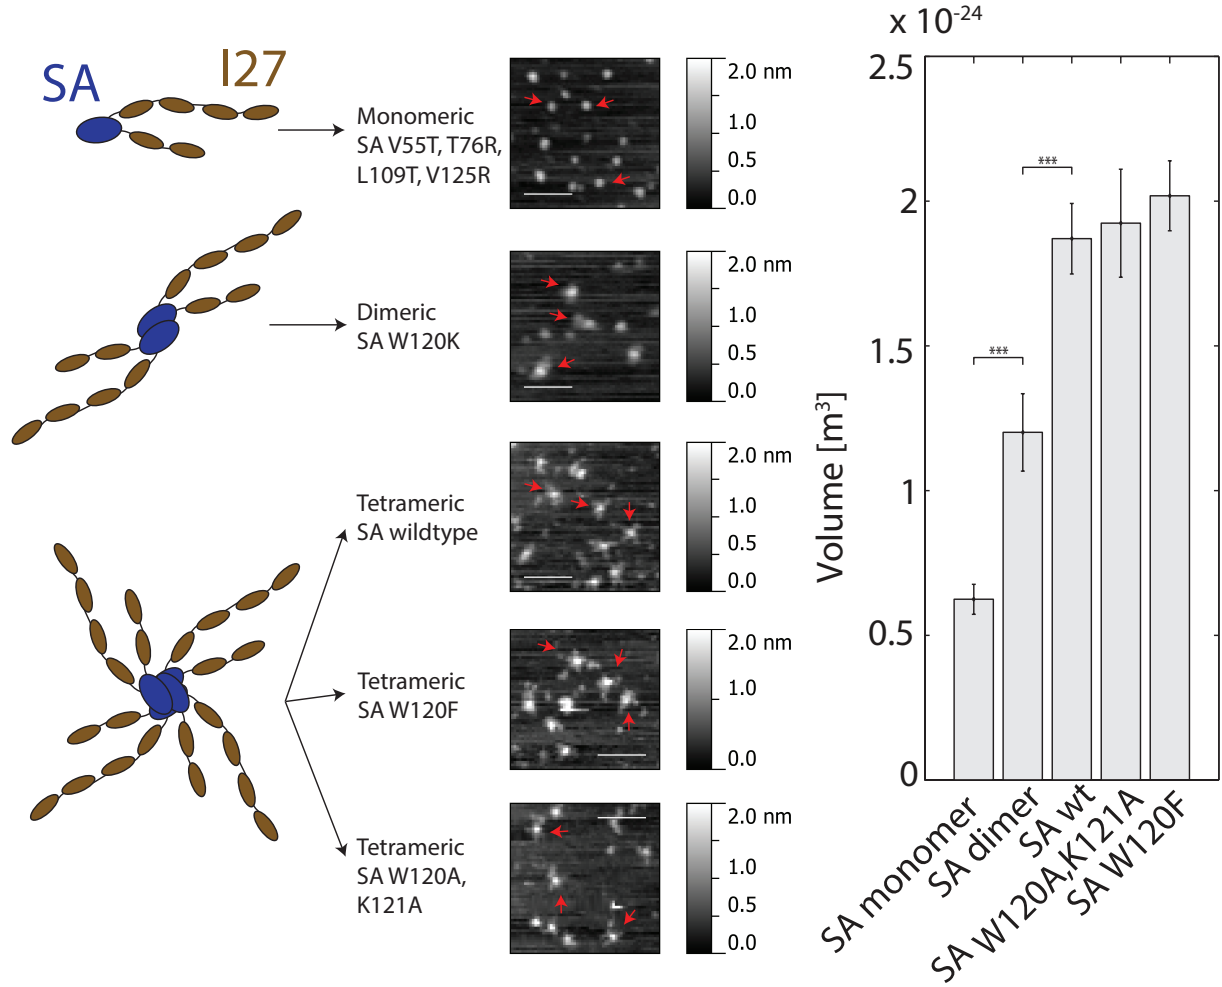 SA
I27
Monomeric
SA V55T, T76R,
L109T, V125R
2.0 nm
1.0
0.5
0.0
Dimeric
SA W120K
2.0 nm
1.0
0.5
0.0
Tetrameric
SA wildtype
2.0 nm
1.0
0.5
0.0
Tetrameric
SA W120F
2.0 nm
1.0
0.0
Tetrameric
SA W120A,
K121A
2.0 nm
1.0
0.5
0.0
x 10⁻²⁴
2.5
2
1.5
1
0.5
0
Volume [m³]
***
***
SA monomer
SA dimer
SA wt
SA W120A,K121A
SA W120F